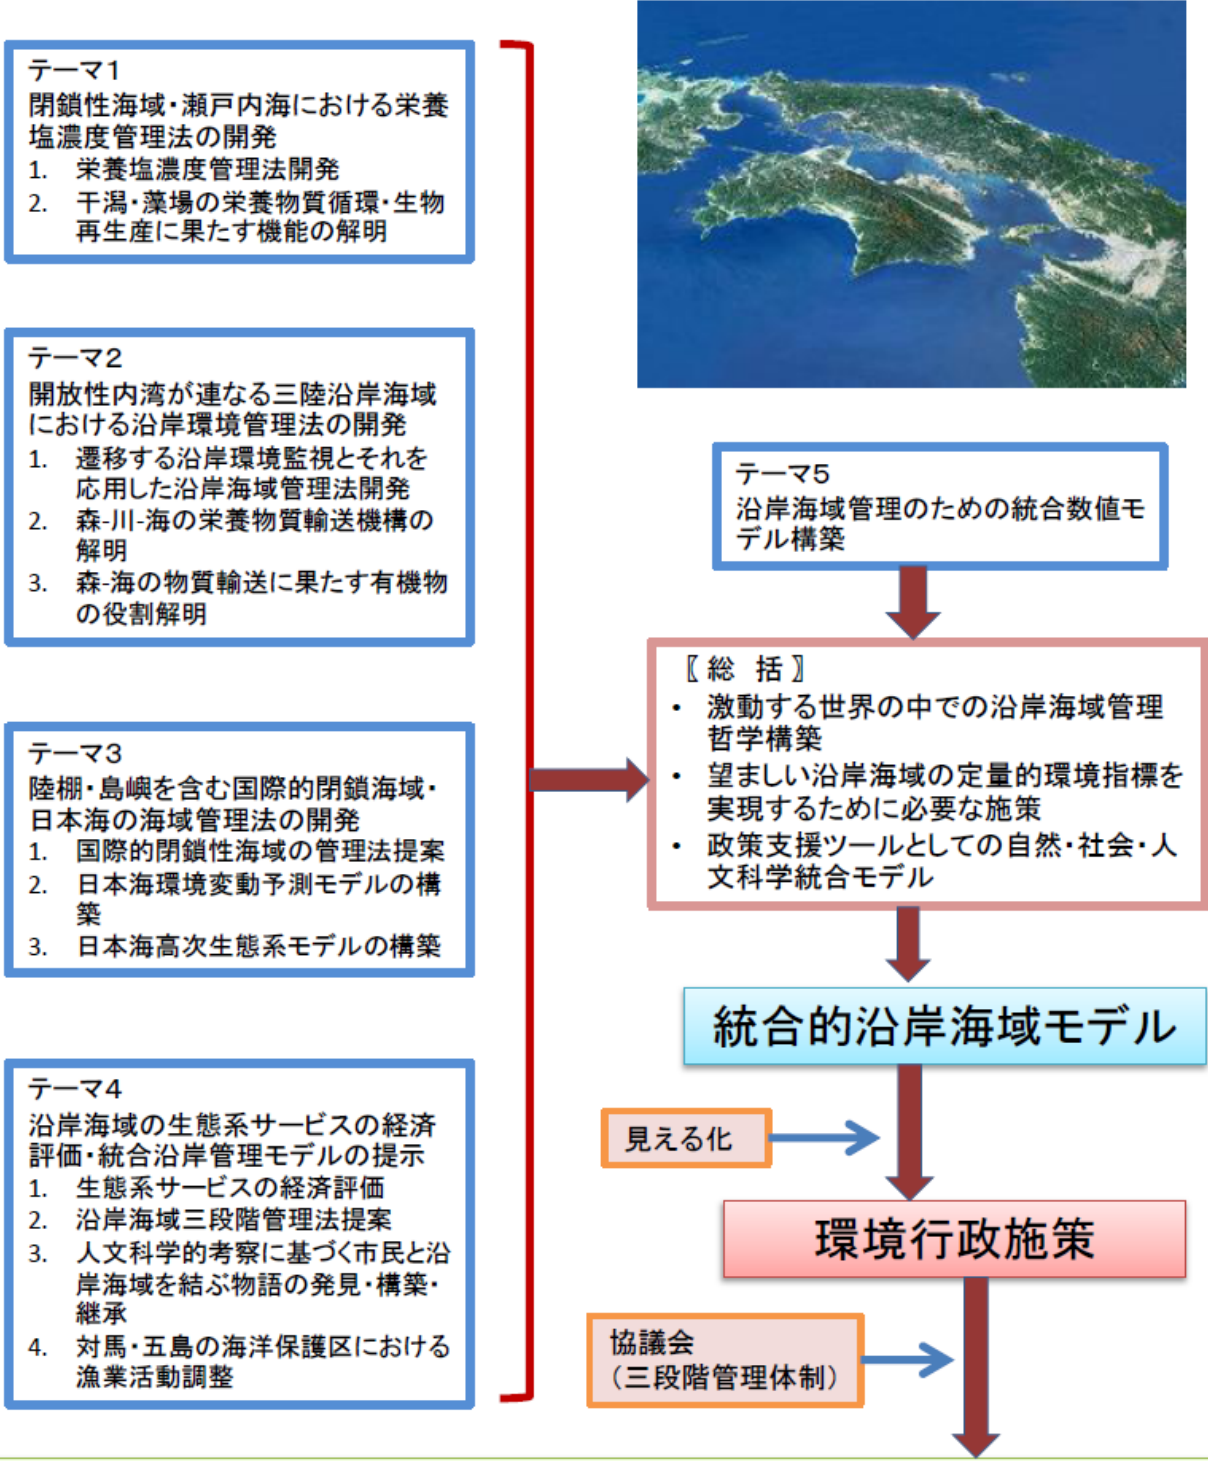 テーマ1
閉鎖性海域・瀬戸内海における栄養
塩濃度管理法の開発
1. 栄養塩濃度管理法開発
2. 干潟・藻場の栄養物質循環・生物
再生産に果たす機能の解明
テーマ2
開放性内湾が連なる三陸沿岸海域
における沿岸環境管理法の開発
1. 遷移する沿岸環境監視とそれを
応用した沿岸海域管理法開発
2. 森-川-海の栄養物質輸送機構の
解明
3. 森-海の物質輸送に果たす有機物
の役割解明
テーマ3
陸棚・島嶼を含む国際的閉鎖海域・
日本海の海域管理法の開発
1. 国際的閉鎖性海域の管理法提案
2. 日本海環境変動予測モデルの構
築
3. 日本海高次生態系モデルの構築
テーマ4
沿岸海域の生態系サービスの経済
評価・統合沿岸管理モデルの提示
1. 生態系サービスの経済評価
2. 沿岸海域三段階管理法提案
3. 人文科学的考察に基づく市民と沿
岸海域を結ぶ物語の発見・構築・
継承
4. 対馬・五島の海洋保護区における
漁業活動調整
テーマ5
沿岸海域管理のための統合数値モ
デル構築
〖 総 括 〗
• 激動する世界の中での沿岸海域管理
哲学構築
• 望ましい沿岸海域の定量的環境指標を
実現するために必要な施策
• 政策支援ツールとしての自然・社会・人
文科学統合モデル
統合的沿岸海域モデル
見える化
環境行政施策
協議会
（三段階管理体制）